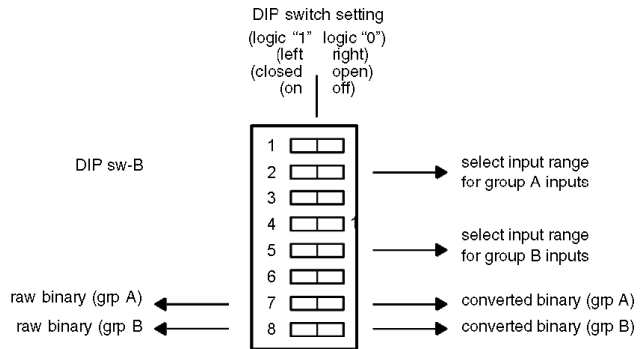 DIP switch setting
(logic “1” logic “0”)
(left right)
(closed open)
(on off)
DIP sw-B
1
2
3
4 1
5
6
7
8
select input range
for group A inputs
select input range
for group B inputs
raw binary (grp A)
converted binary (grp A)
raw binary (grp B
converted binary (grp B)